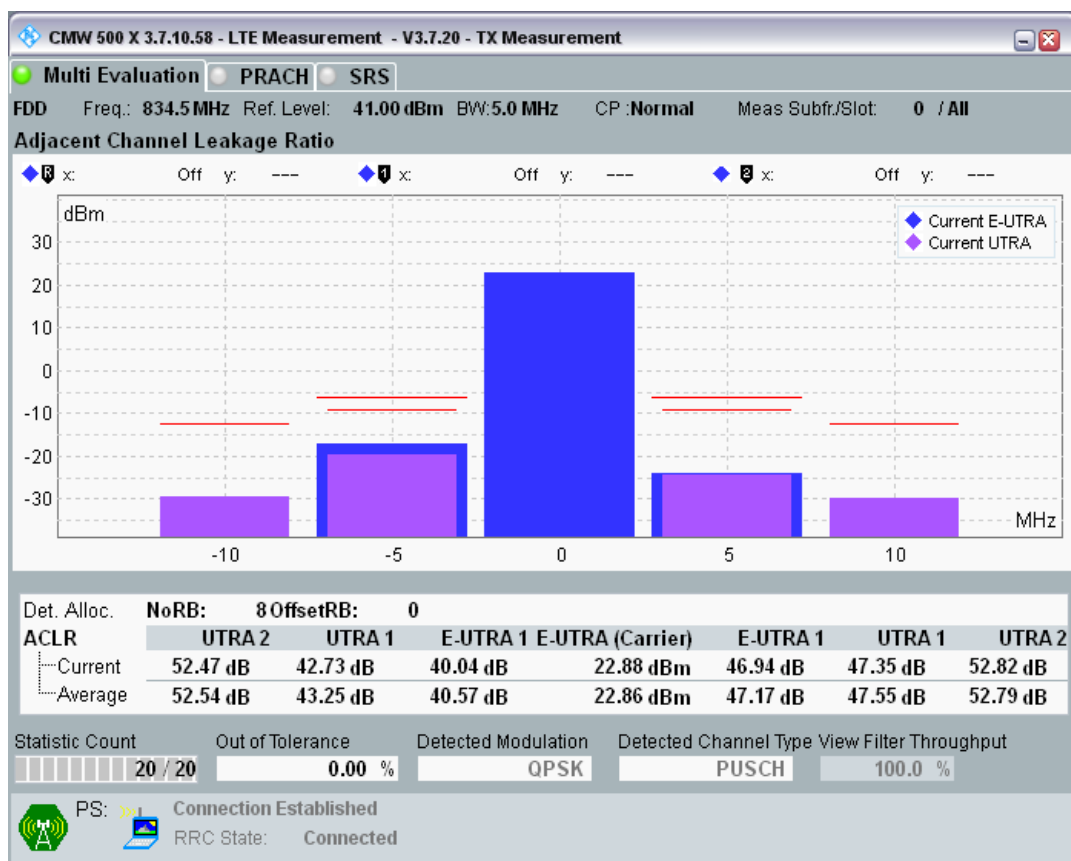 CMW 500 X 3.7.10.58 - LTE Measurement - V3.7.20 - TX Measurement
Multi Evaluation PRACH SRS
FDD Freq.: 834.5 MHz Ref. Level: 41.00 dBm BW:5.0 MHz CP :Normal Meas Subfr./Slot: 0 / All
Adjacent Channel Leakage Ratio
R x: Off y: --- 1 x: Off y: --- 2 x: Off y: ---
dBm
Current E-UTRA
Current UTRA
30
20
10
0
-10
-20
-30
MHz
-10 -5 0 5 10
Det. Alloc. NoRB: 8 OffsetRB: 0
ACLR UTRA 2 UTRA 1 E-UTRA 1 E-UTRA (Carrier) E-UTRA 1 UTRA 1 UTRA 2
Current 52.47 dB 42.73 dB 40.04 dB 22.88 dBm 46.94 dB 47.35 dB 52.82 dB
Average 52.54 dB 43.25 dB 40.57 dB 22.86 dBm 47.17 dB 47.55 dB 52.79 dB
Statistic Count Out of Tolerance Detected Modulation Detected Channel Type View Filter Throughput
20 / 20 0.00 % QPSK PUSCH 100.0 %
PS: Connection Established
RRC State: Connected